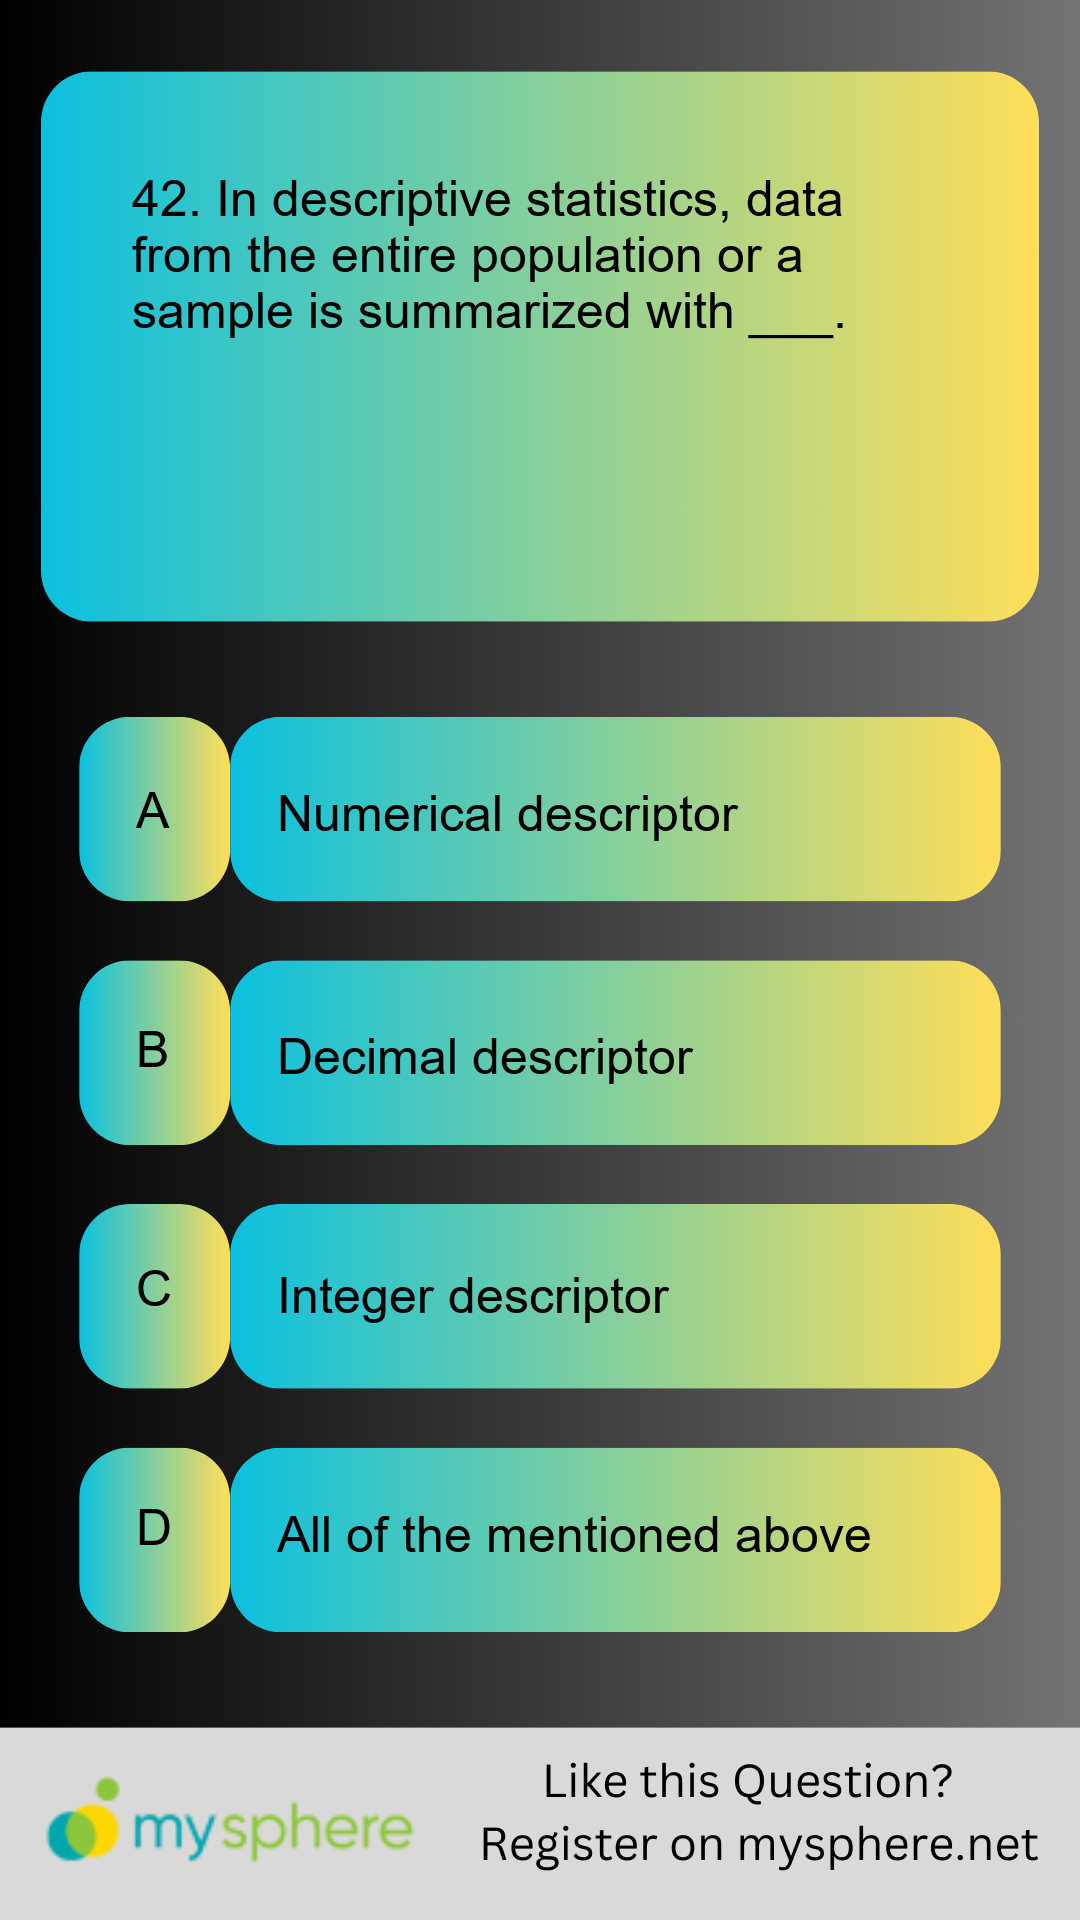 42. In descriptive statistics, data
from the entire population or a
sample is summarized with ___.
A
Numerical descriptor
B
Decimal descriptor
C
Integer descriptor
D
All of the mentioned above
mysphere
Like this Question?
Register on mysphere.net